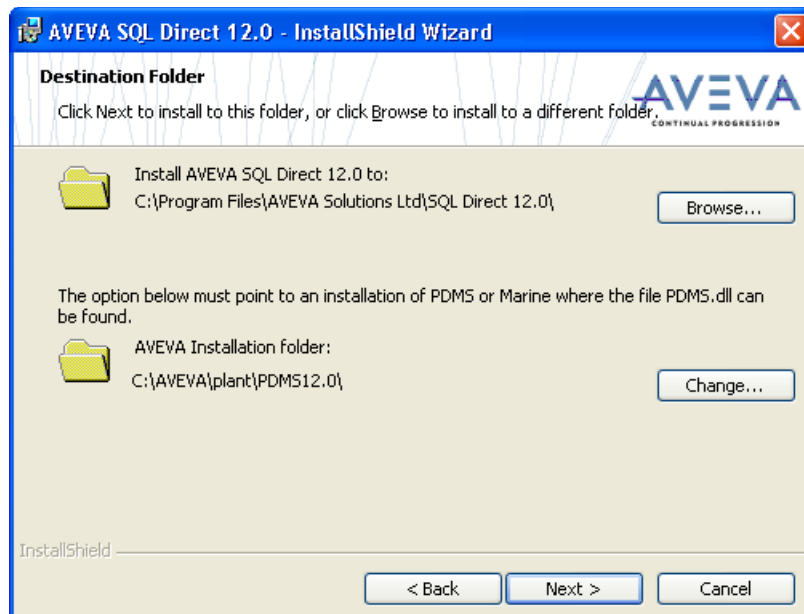 AVEVA SQL Direct 12.0 - InstallShield Wizard
Destination Folder
Click Next to install to this folder, or click Browse to install to a different folder.
AVEVA
CONTINUAL PROGRESSION
Install AVEVA SQL Direct 12.0 to:
C:\Program Files\AVEVA Solutions Ltd\SQL Direct 12.0\
Browse...
The option below must point to an installation of PDMS or Marine where the file PDMS.dll can
be found.
AVEVA Installation folder:
C:\AVEVA\plant\PDMS12.0\
Change...
InstallShield
< Back Next > Cancel